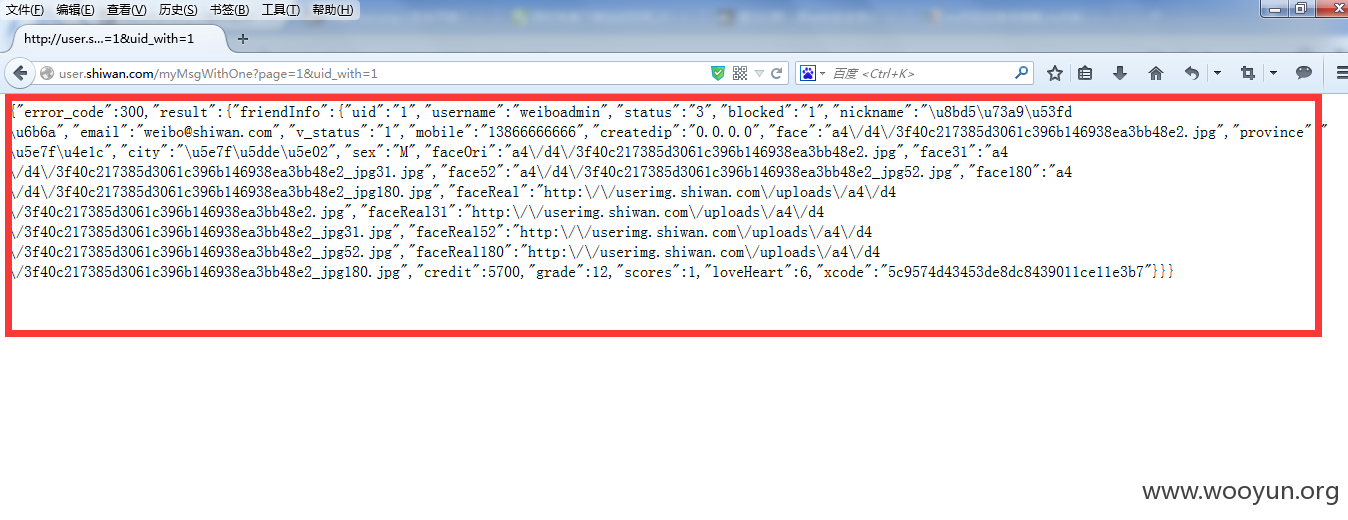 文件(F) 编辑(E) 查看(V) 历史(S) 书签(B) 工具(T) 帮助(H)
http://user.s...=1&uid_with=1
user.shiwan.com/myMsgWithOne?page=1&uid_with=1
百度 <Ctrl+K>
{"error_code":300,"result":{"friendInfo":{"uid":"1","username":"weiboadmin","status":"3","blocked":"1","nickname":"\u8bd5\u73a9\u53fd
\u6b6a","email":"weibo@shiwan.com","v_status":"1","mobile":"13866666666","createdip":"0.0.0.0","face":"a4\/d4\/3f40c217385d3061c396b146938ea3bb48e2.jpg","province":"
\u5e7f\u4e1c","city":"\u5e7f\u5dde\u5e02","sex":"M","faceOri":"a4\/d4\/3f40c217385d3061c396b146938ea3bb48e2.jpg","face31":"a4
\/d4\/3f40c217385d3061c396b146938ea3bb48e2_jpg31.jpg","face52":"a4\/d4\/3f40c217385d3061c396b146938ea3bb48e2_jpg52.jpg","face180":"a4
\/d4\/3f40c217385d3061c396b146938ea3bb48e2_jpg180.jpg","faceReal":"http:\/\/userimg.shiwan.com\/uploads\/a4\/d4
\/3f40c217385d3061c396b146938ea3bb48e2.jpg","faceReal31":"http:\/\/userimg.shiwan.com\/uploads\/a4\/d4
\/3f40c217385d3061c396b146938ea3bb48e2_jpg31.jpg","faceReal52":"http:\/\/userimg.shiwan.com\/uploads\/a4\/d4
\/3f40c217385d3061c396b146938ea3bb48e2_jpg52.jpg","faceReal180":"http:\/\/userimg.shiwan.com\/uploads\/a4\/d4
\/3f40c217385d3061c396b146938ea3bb48e2_jpg180.jpg","credit":5700,"grade":12,"scores":1,"loveHeart":6,"xcode":"5c9574d43453de8dc8439011ce11e3b7"}}}
www.wooyun.org